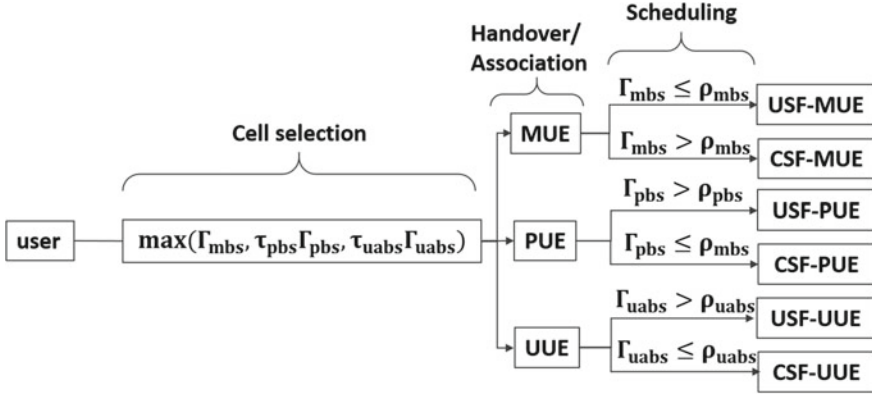 Scheduling
Handover/
Association
Cell selection
user
max(Γmbs, τpbsΓpbs, τuabsΓuabs)
MUE
Γmbs ≤ ρmbs
USF-MUE
Γmbs > ρmbs
CSF-MUE
PUE
Γpbs > ρpbs
USF-PUE
Γpbs ≤ ρmbs
CSF-PUE
UUE
Γuabs > ρuabs
USF-UUE
Γuabs ≤ ρuabs
CSF-UUE